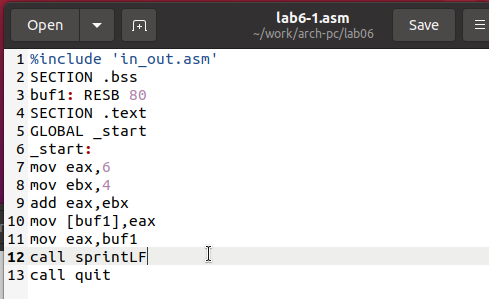 Open
lab6-1.asm
~/work/arch-pc/lab06
Save
1 %include 'in_out.asm'
2 SECTION .bss
3 buf1: RESB 80
4 SECTION .text
5 GLOBAL _start
6 _start:
7 mov eax,6
8 mov ebx,4
9 add eax,ebx
10 mov [buf1],eax
11 mov eax,buf1
12 call sprintLF
13 call quit